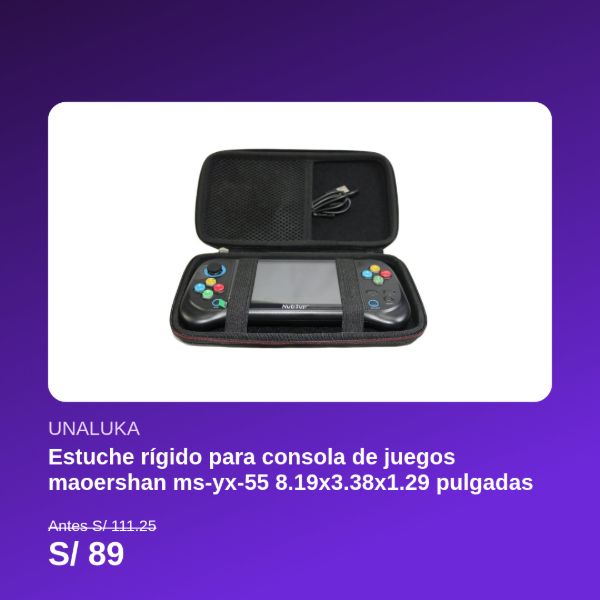 UNALUKA
Estuche rígido para consola de juegos
maoershan ms-yx-55 8.19x3.38x1.29 pulgadas
Antes S/ 111.25
S/ 89